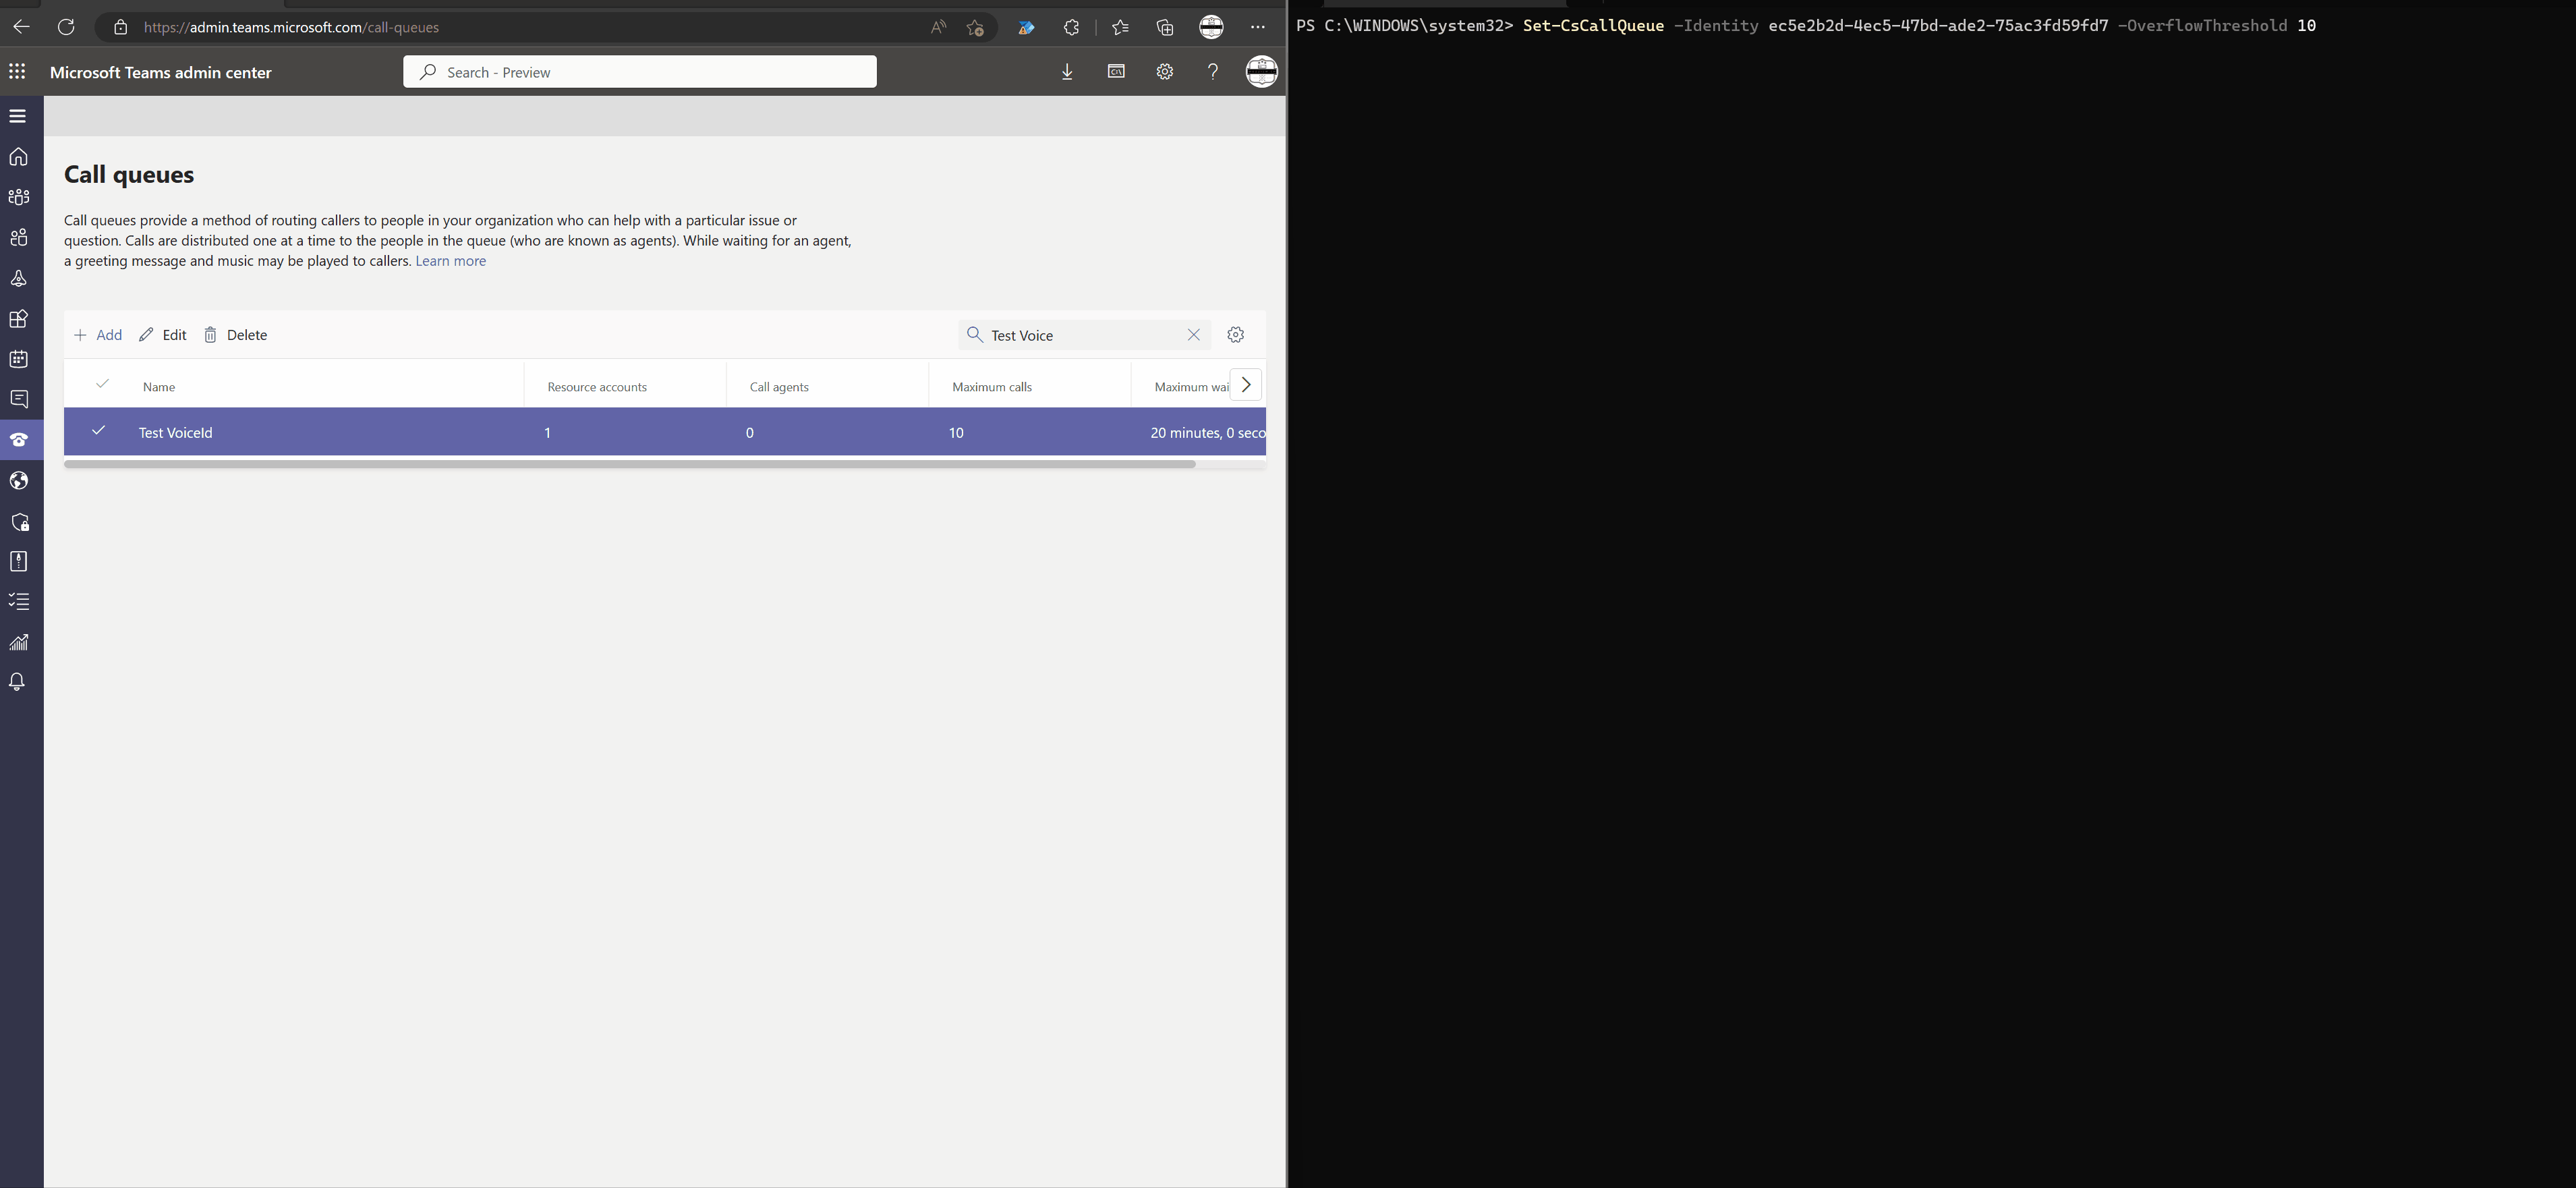 https://admin.teams.microsoft.com/call-queues
Microsoft Teams admin center
Search - Preview
Call queues
Call queues provide a method of routing callers to people in your organization who can help with a particular issue or
question. Calls are distributed one at a time to the people in the queue (who are known as agents). While waiting for an agent,
a greeting message and music may be played to callers. Learn more
Add Edit Delete Test Voice
Name Resource accounts Call agents Maximum calls Maximum wai
Test VoiceId 1 0 10 20 minutes, 0 seco
PS C:\WINDOWS\system32> Set-CsCallQueue -Identity ec5e2b2d-4ec5-47bd-ade2-75ac3fd59fd7 -OverflowThreshold 10